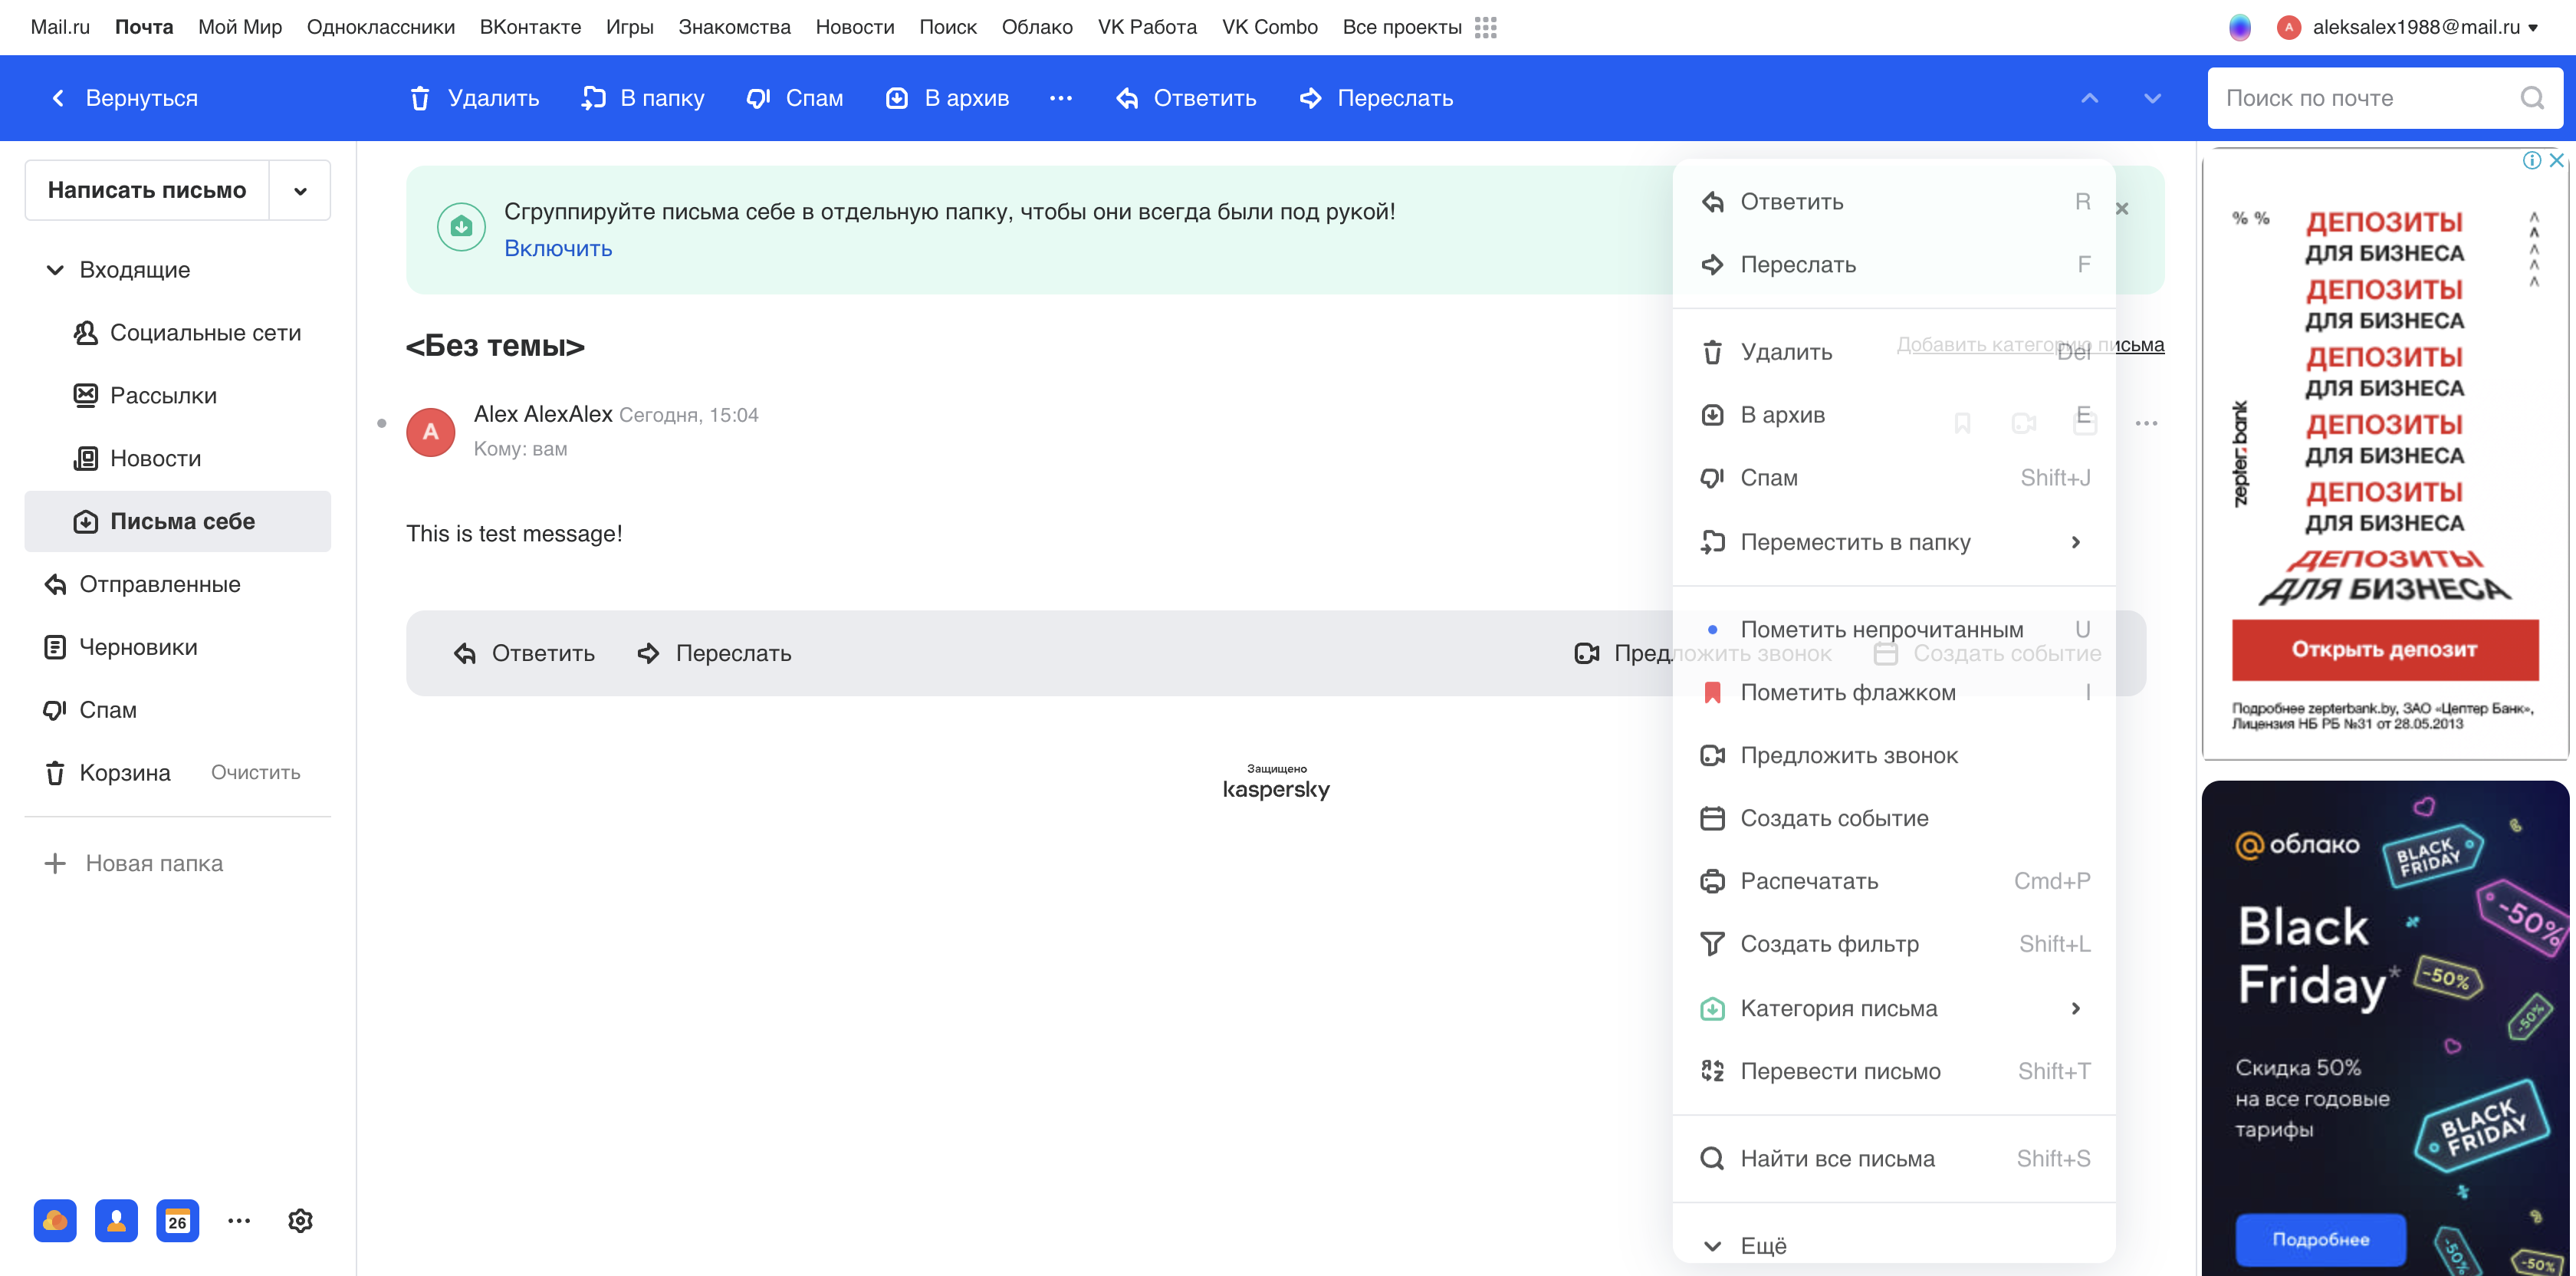 Mail.ru Почта Мой Мир Одноклассники ВКонтакте Игры Знакомства Новости Поиск Облако VK Работа VK Combo Все проекты
A aleksalex1988@mail.ru
Вернуться Удалить В папку Спам В архив Ответить Переслать Поиск по почте
Написать письмо
Входящие
Социальные сети
Рассылки
Новости
Письма себе
Отправленные
Черновики
Спам
Корзина Очистить
Новая папка
26
Сгруппируйте письма себе в отдельную папку, чтобы они всегда были под рукой!
Включить
<Без темы>
Добавить категорию письма
A
Alex AlexAlex Сегодня, 15:04
Кому: вам
This is test message!
Ответить Переслать Предложить звонок Создать событие
Защищено
kaspersky
Ответить R
Переслать F
Удалить Del
В архив E
Спам Shift+J
Переместить в папку
Пометить непрочитанным U
Пометить флажком I
Предложить звонок
Создать событие
Распечатать Cmd+P
Создать фильтр Shift+L
Категория письма
Перевести письмо Shift+T
Найти все письма Shift+S
Ещё
% %
ДЕПОЗИТЫ
ДЛЯ БИЗНЕСА
ДЕПОЗИТЫ
ДЛЯ БИЗНЕСА
ДЕПОЗИТЫ
ДЛЯ БИЗНЕСА
ДЕПОЗИТЫ
ДЛЯ БИЗНЕСА
ДЕПОЗИТЫ
ДЛЯ БИЗНЕСА
ДЕПОЗИТЫ
ДЛЯ БИЗНЕСА
zepter:bank
Открыть депозит
Подробнее zepterbank.by, ЗАО «Цептер Банк»,
Лицензия НБ РБ №31 от 28.05.2013
@ облако
BLACK
FRIDAY
-50%
Black
Friday*
-50%
-50%
Скидка 50%
на все годовые
тарифы
BLACK
FRIDAY
Подробнее
-50%
-50%